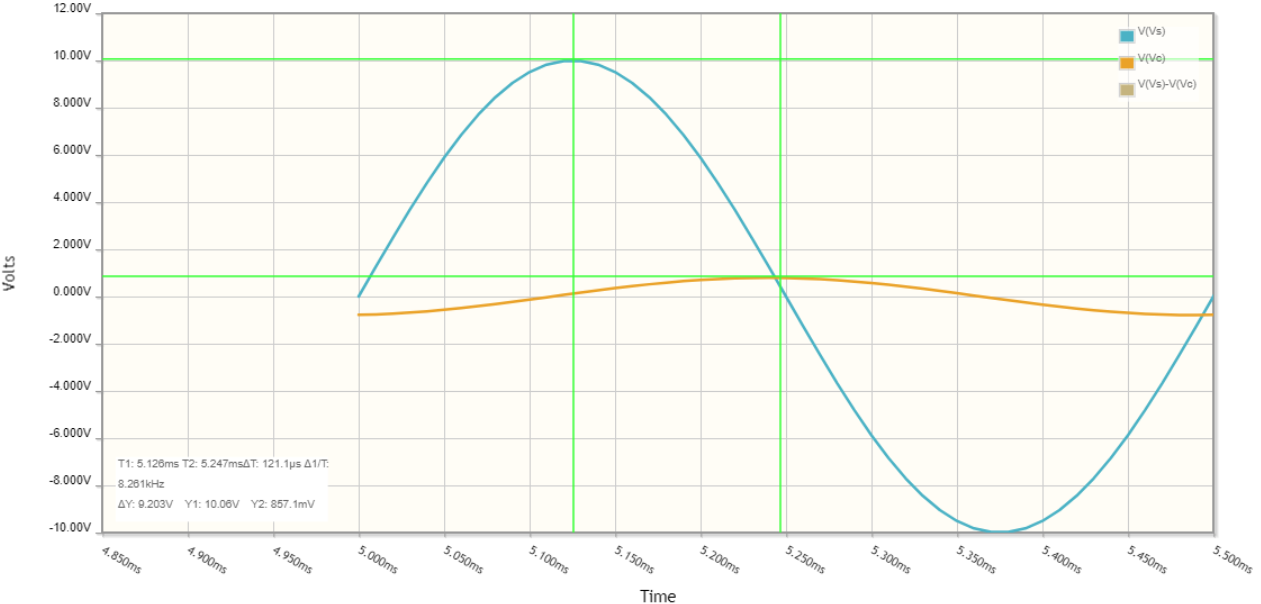 12.00V
10.00V
8.000V
6.000V
4.000V
2.000V
0.000V
-2.000V
-4.000V
-6.000V
-8.000V
-10.00V
Volts
V(Vs)
V(Vc)
V(Vs)-V(Vc)
T1: 5.126ms T2: 5.247msΔT: 121.1µs Δ1/T:
8.261kHz
ΔY: 9.203V Y1: 10.06V Y2: 857.1mV
4.850ms
4.900ms
4.950ms
5.000ms
5.050ms
5.100ms
5.150ms
5.200ms
5.250ms
5.300ms
5.350ms
5.400ms
5.450ms
5.500ms
Time